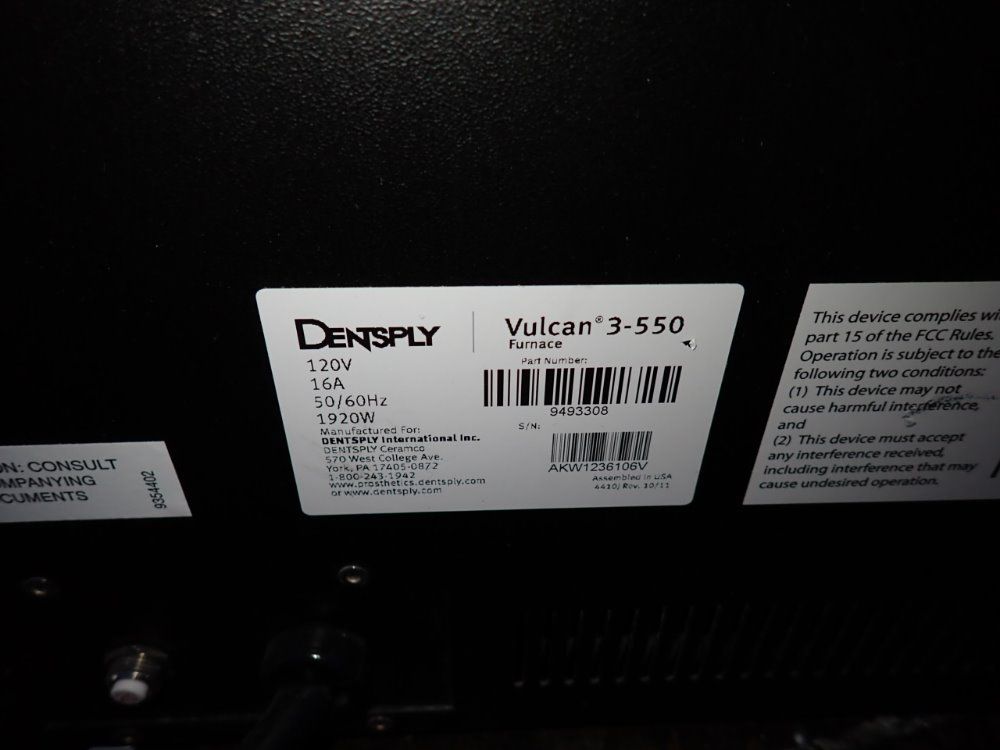 DENTSPLY
120V
16A
50/60Hz
1920W
Manufactured For:
DENTSPLY International Inc.
DENTSPLY Ceramco
570 West College Ave.
York, PA 17405-0872
1-800-243-1942
www.prosthetics.dentsply.com
or www.dentsply.com
Vulcan® 3-550
Furnace
Part Number:
9493308
S/N:
AKW1236106V
Assembled in USA
4410J Rev. 10/11
N: CONSULT
MPANYING
CUMENTS
9354402
This device complies wi
part 15 of the FCC Rules.
Operation is subject to the
following two conditions:
(1) This device may not
cause harmful interference,
and
(2) This device must accept
any interference received,
including interference that may
cause undesired operation.